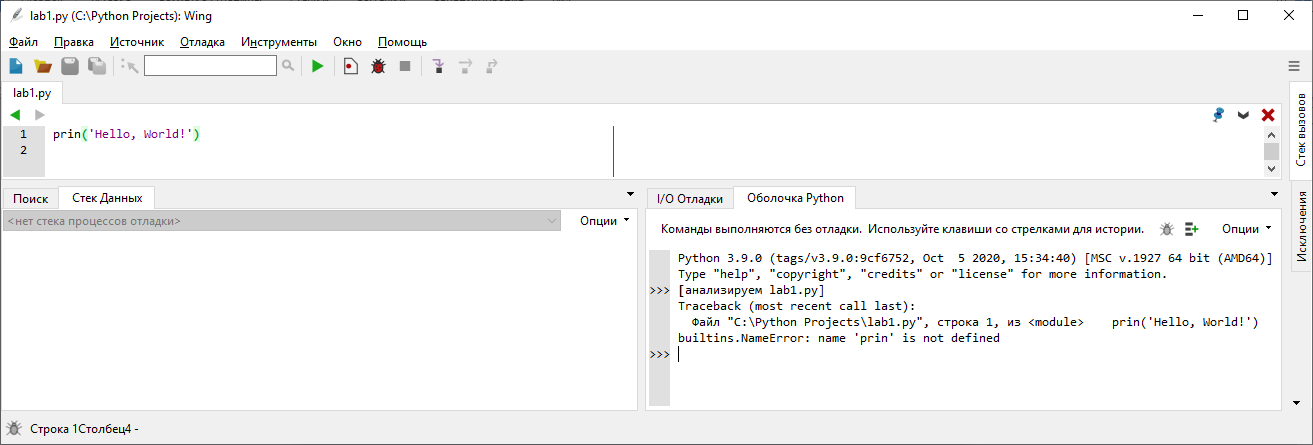 lab1.py (C:\Python Projects): Wing
Файл Правка Источник Отладка Инструменты Окно Помощь
lab1.py
1 prin('Hello, World!')
2
Стек вызовов
Исключения
Поиск Стек Данных
<нет стека процессов отладки> Опции
I/O Отладки Оболочка Python
Команды выполняются без отладки. Используйте клавиши со стрелками для истории. Опции
Python 3.9.0 (tags/v3.9.0:9cf6752, Oct  5 2020, 15:34:40) [MSC v.1927 64 bit (AMD64)]
Type "help", "copyright", "credits" or "license" for more information.
>>> [анализируем lab1.py]
Traceback (most recent call last):
  Файл "C:\Python Projects\lab1.py", строка 1, из <module>    prin('Hello, World!')
builtins.NameError: name 'prin' is not defined
>>>
Строка 1Столбец4 -